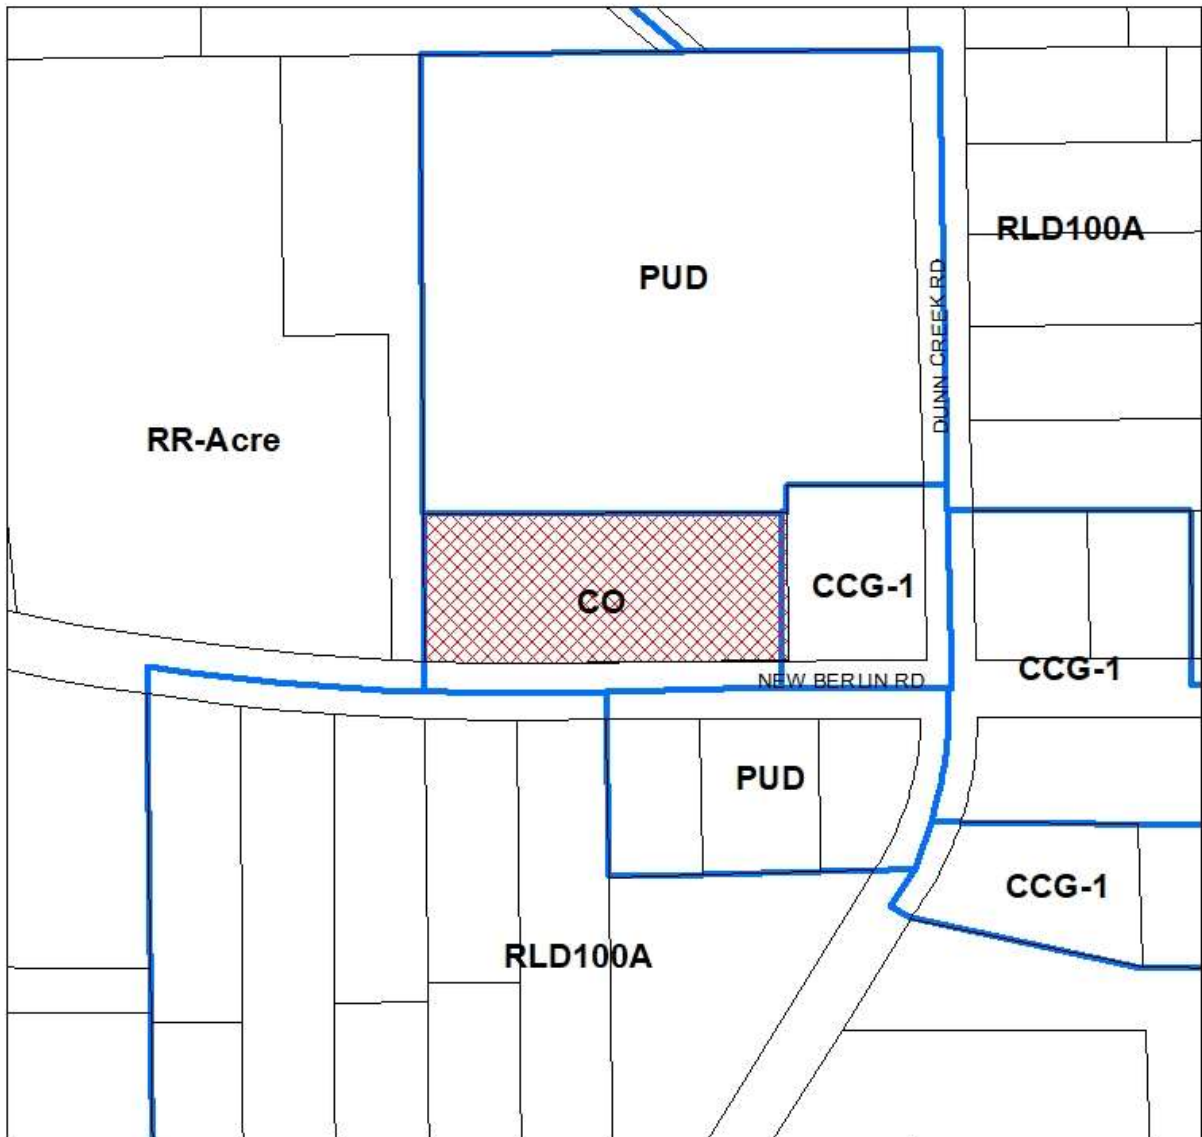 RLD100A
PUD
DUNN CREEK RD
RR-Acre
CCG-1
CO
CCG-1
NEW BERLIN RD
PUD
CCG-1
RLD100A